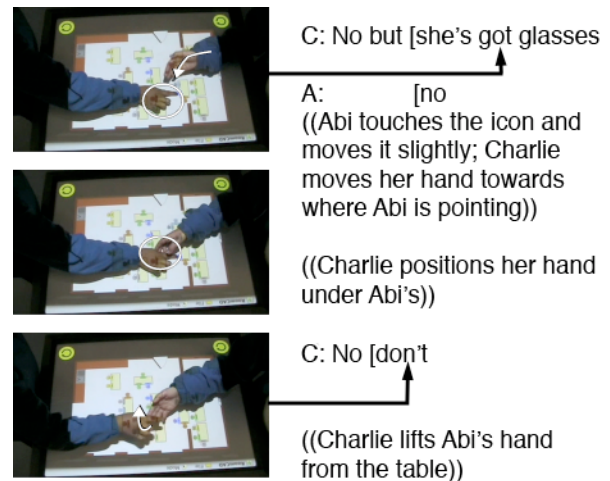 C: No but [she's got glasses
A: [no
((Abi touches the icon and
moves it slightly; Charlie
moves her hand towards
where Abi is pointing))
((Charlie positions her hand
under Abi's))
C: No [don't
((Charlie lifts Abi's hand
from the table))